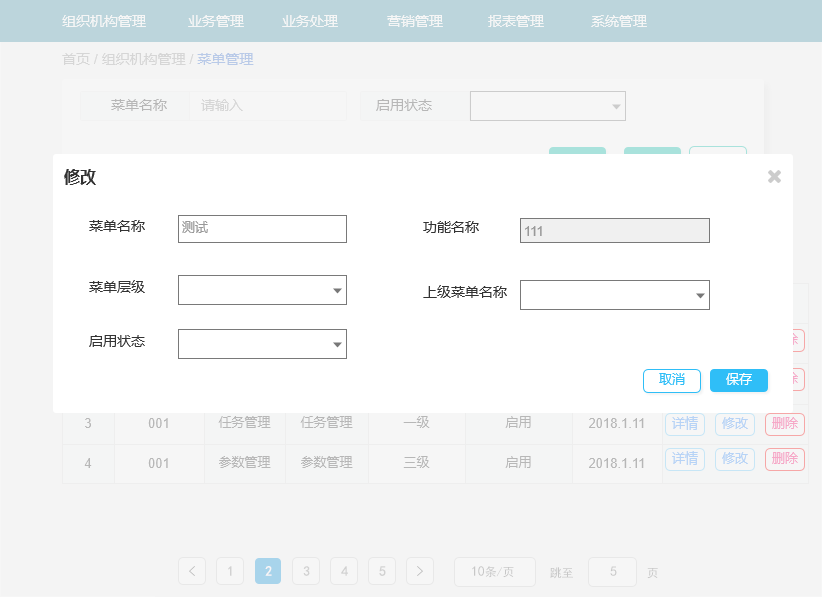 组织机构管理 业务管理 业务处理 营销管理 报表管理 系统管理
首页 / 组织机构管理 / 菜单管理
菜单名称 请输入 启用状态
修改
菜单名称 测试 功能名称 111
菜单层级 上级菜单名称
启用状态
取消 保存
3 001 任务管理 任务管理 一级 启用 2018.1.11 详情 修改 删除
4 001 参数管理 参数管理 三级 启用 2018.1.11 详情 修改 删除
1 2 3 4 5 10条/页 跳至 5 页